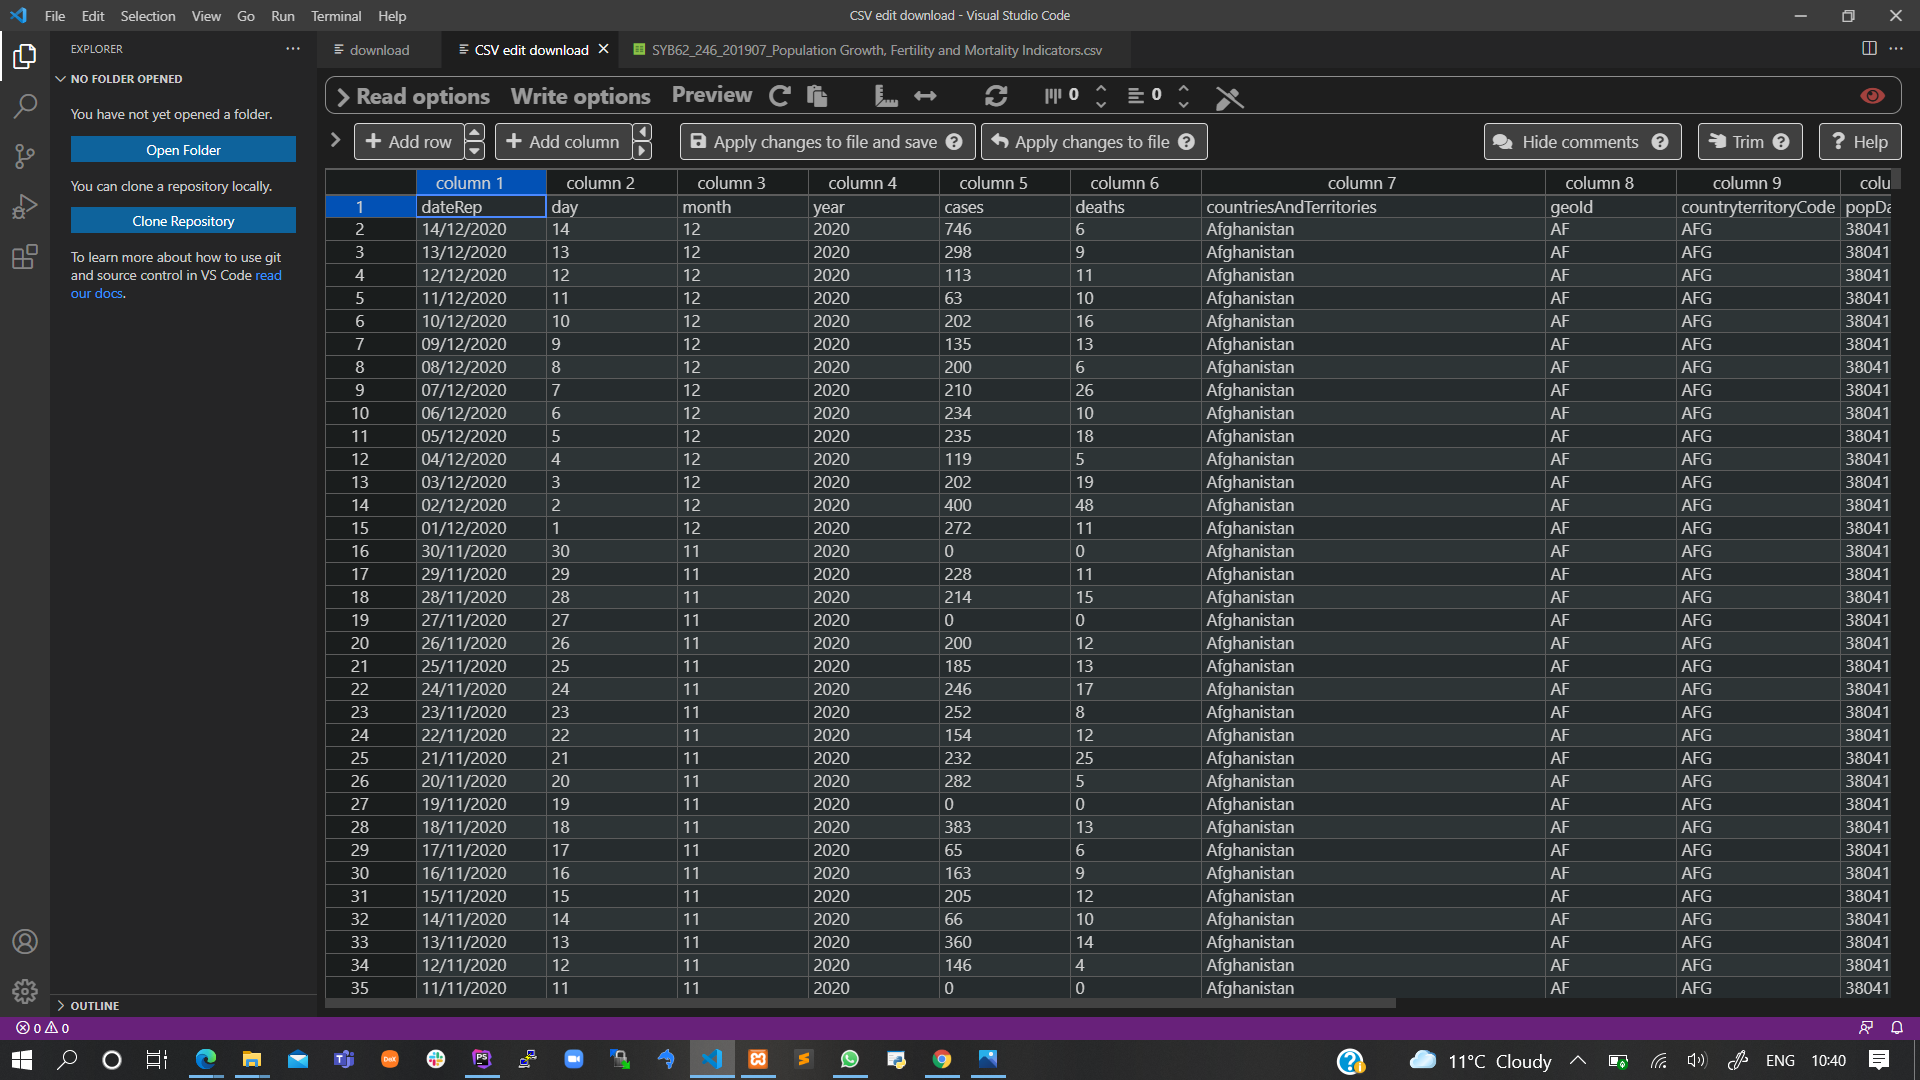 File Edit Selection View Go Run Terminal Help CSV edit download - Visual Studio Code
EXPLORER
download CSV edit download SYB62_246_201907_Population Growth, Fertility and Mortality Indicators.csv
NO FOLDER OPENED
You have not yet opened a folder.
Open Folder
You can clone a repository locally.
Clone Repository
To learn more about how to use git
and source control in VS Code read
our docs.
OUTLINE
Read options Write options Preview 0 0
+ Add row + Add column Apply changes to file and save ? Apply changes to file ? Hide comments ? Trim ? ? Help
column 1 column 2 column 3 column 4 column 5 column 6 column 7 column 8 column 9 colu
1 dateRep day month year cases deaths countriesAndTerritories geoId countryterritoryCode popDa
2 14/12/2020 14 12 2020 746 6 Afghanistan AF AFG 38041
3 13/12/2020 13 12 2020 298 9 Afghanistan AF AFG 38041
4 12/12/2020 12 12 2020 113 11 Afghanistan AF AFG 38041
5 11/12/2020 11 12 2020 63 10 Afghanistan AF AFG 38041
6 10/12/2020 10 12 2020 202 16 Afghanistan AF AFG 38041
7 09/12/2020 9 12 2020 135 13 Afghanistan AF AFG 38041
8 08/12/2020 8 12 2020 200 6 Afghanistan AF AFG 38041
9 07/12/2020 7 12 2020 210 26 Afghanistan AF AFG 38041
10 06/12/2020 6 12 2020 234 10 Afghanistan AF AFG 38041
11 05/12/2020 5 12 2020 235 18 Afghanistan AF AFG 38041
12 04/12/2020 4 12 2020 119 5 Afghanistan AF AFG 38041
13 03/12/2020 3 12 2020 202 19 Afghanistan AF AFG 38041
14 02/12/2020 2 12 2020 400 48 Afghanistan AF AFG 38041
15 01/12/2020 1 12 2020 272 11 Afghanistan AF AFG 38041
16 30/11/2020 30 11 2020 0 0 Afghanistan AF AFG 38041
17 29/11/2020 29 11 2020 228 11 Afghanistan AF AFG 38041
18 28/11/2020 28 11 2020 214 15 Afghanistan AF AFG 38041
19 27/11/2020 27 11 2020 0 0 Afghanistan AF AFG 38041
20 26/11/2020 26 11 2020 200 12 Afghanistan AF AFG 38041
21 25/11/2020 25 11 2020 185 13 Afghanistan AF AFG 38041
22 24/11/2020 24 11 2020 246 17 Afghanistan AF AFG 38041
23 23/11/2020 23 11 2020 252 8 Afghanistan AF AFG 38041
24 22/11/2020 22 11 2020 154 12 Afghanistan AF AFG 38041
25 21/11/2020 21 11 2020 232 25 Afghanistan AF AFG 38041
26 20/11/2020 20 11 2020 282 5 Afghanistan AF AFG 38041
27 19/11/2020 19 11 2020 0 0 Afghanistan AF AFG 38041
28 18/11/2020 18 11 2020 383 13 Afghanistan AF AFG 38041
29 17/11/2020 17 11 2020 65 6 Afghanistan AF AFG 38041
30 16/11/2020 16 11 2020 163 9 Afghanistan AF AFG 38041
31 15/11/2020 15 11 2020 205 12 Afghanistan AF AFG 38041
32 14/11/2020 14 11 2020 66 10 Afghanistan AF AFG 38041
33 13/11/2020 13 11 2020 360 14 Afghanistan AF AFG 38041
34 12/11/2020 12 11 2020 146 4 Afghanistan AF AFG 38041
35 11/11/2020 11 11 2020 0 0 Afghanistan AF AFG 38041
0 0
DoX PS 11°C Cloudy ENG 10:40